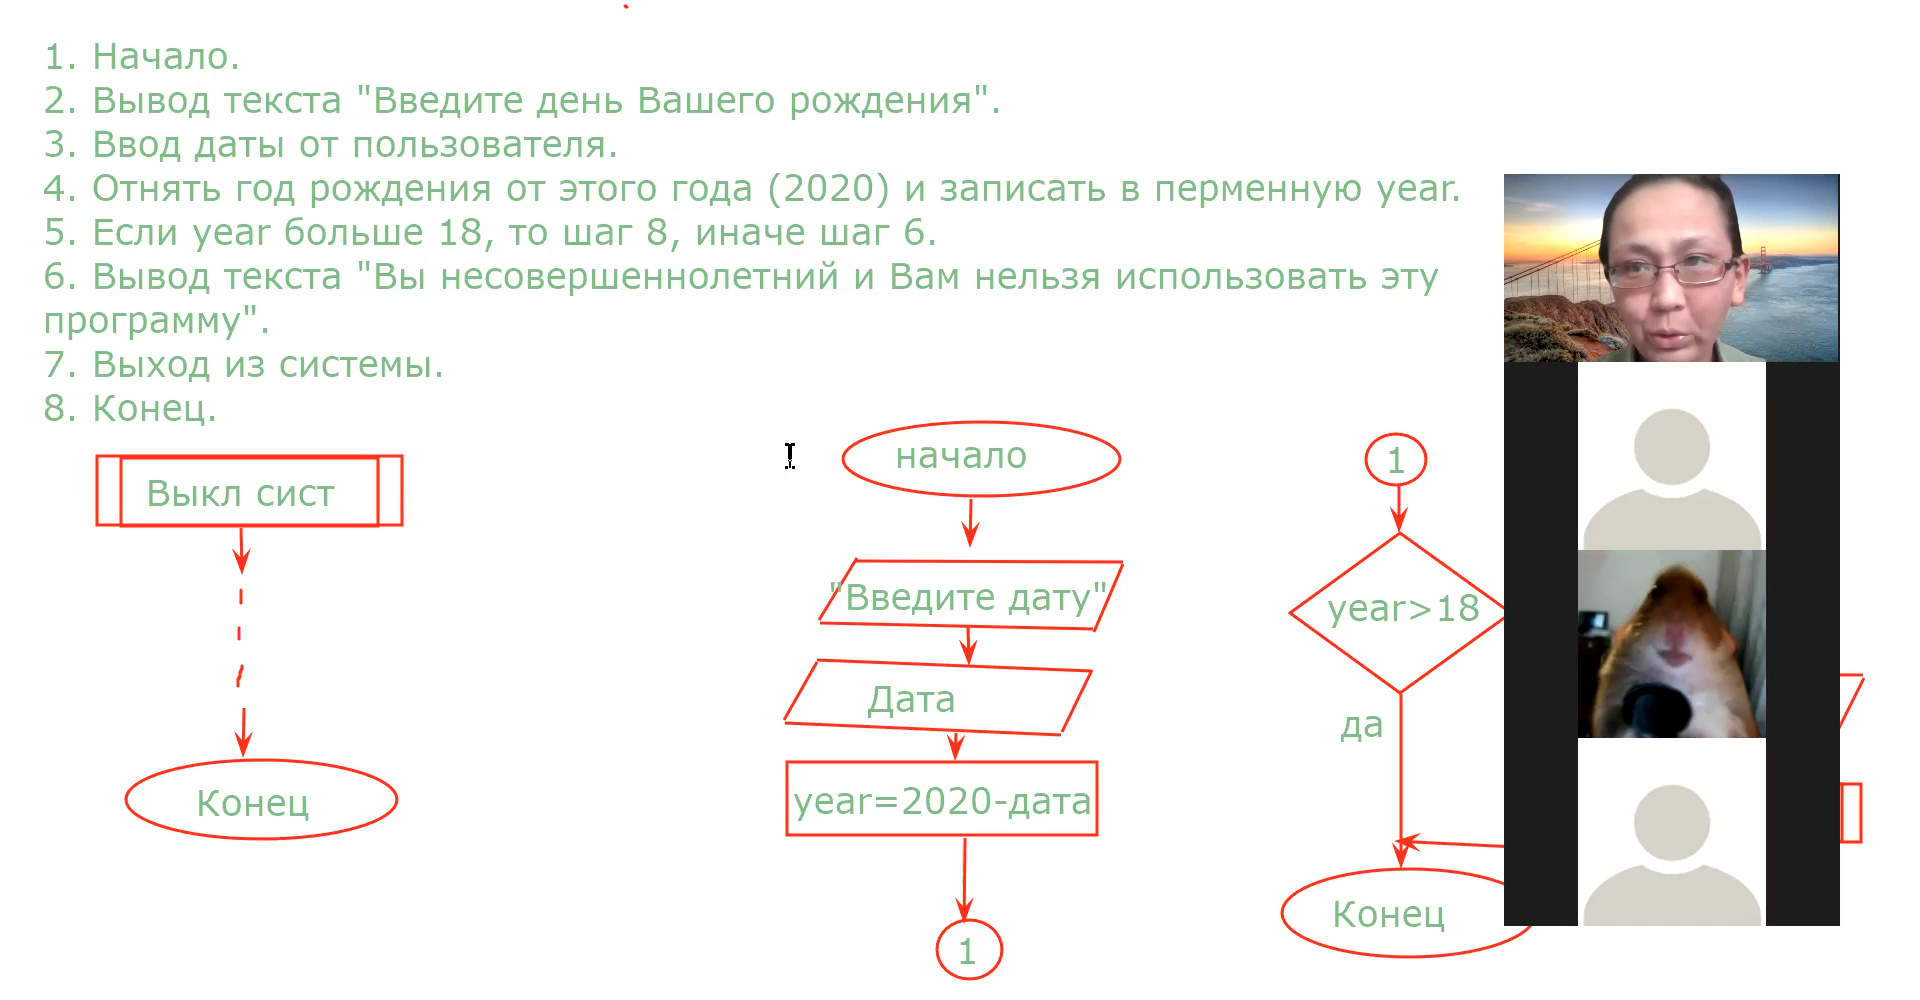 1. Начало.
2. Вывод текста "Введите день Вашего рождения".
3. Ввод даты от пользователя.
4. Отнять год рождения от этого года (2020) и записать в перменную year.
5. Если year больше 18, то шаг 8, иначе шаг 6.
6. Вывод текста "Вы несовершеннолетний и Вам нельзя использовать эту
программу".
7. Выход из системы.
8. Конец.
Выкл сист
Конец
начало
"Введите дату"
Дата
year=2020-дата
1
1
year>18
да
Конец